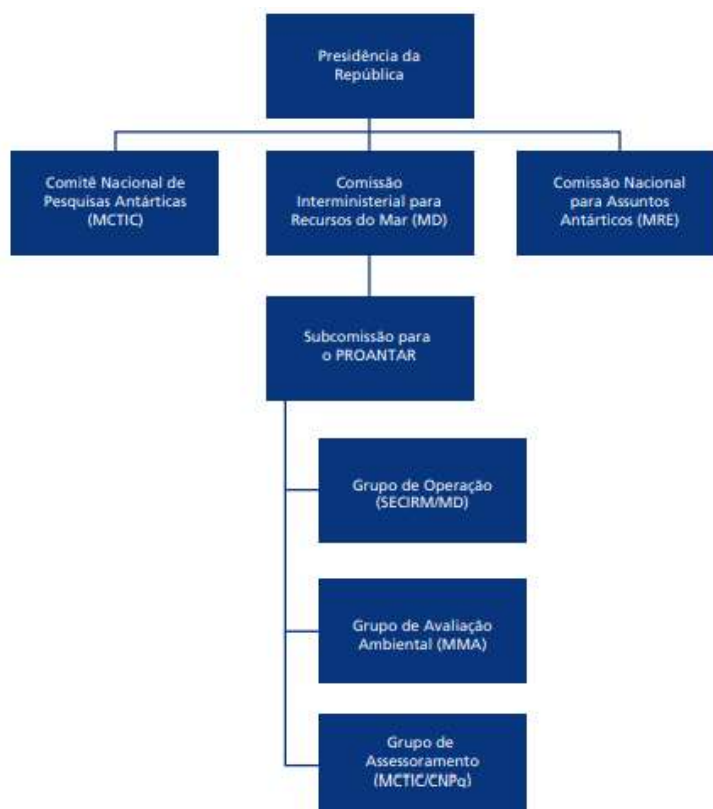 Presidência da
República
Comitê Nacional de
Pesquisas Antárticas
(MCTIC)
Comissão
Interministerial para
Recursos do Mar (MD)
Comissão Nacional
para Assuntos
Antárticos (MRE)
Subcomissão para
o PROANTAR
Grupo de Operação
(SECIRM/MD)
Grupo de Avaliação
Ambiental (MMA)
Grupo de
Assessoramento
(MCTIC/CNPq)